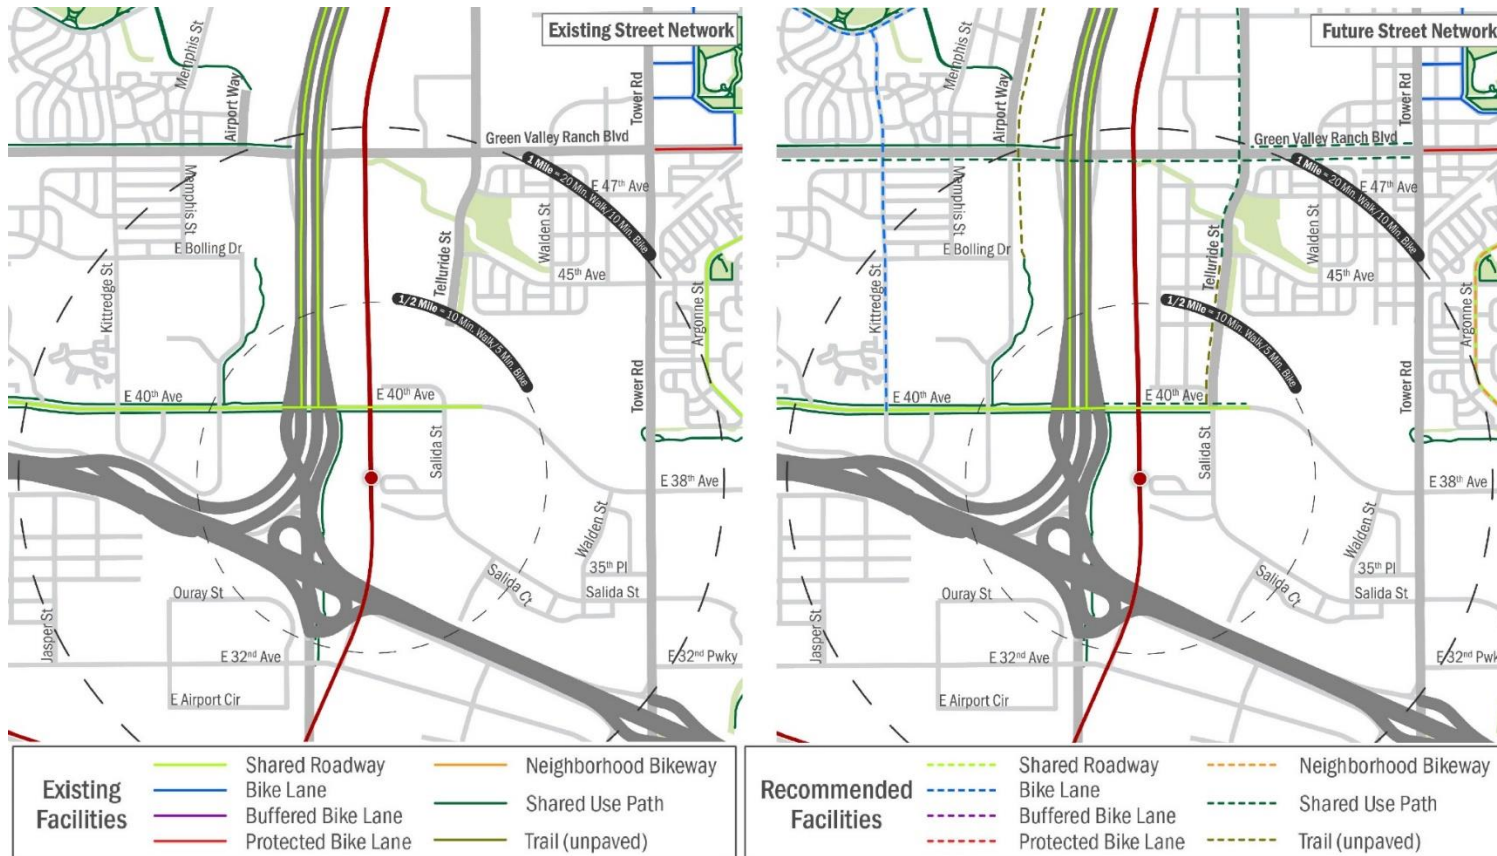 Existing Street Network
Memphis St
Airport Way
Tower Rd
Green Valley Ranch Blvd
1 Mile = 20 Min. Walk/10 Min. Bike
E 47th Ave
Memphis St
Walden St
E Bolling Dr
Telluride St
45th Ave
Kittredge St
1/2 Mile = 10 Min. Walk/5 Min. Bike
Argonne St
E 40th Ave
E 40th Ave
Tower Rd
Salida St
E 38th Ave
Walden St
35th Pl
Salida Ct
Salida St
Ouray St
Jasper St
E 32nd Ave
E 32nd Pwky
E Airport Cir
Existing Facilities
Shared Roadway
Bike Lane
Buffered Bike Lane
Protected Bike Lane
Neighborhood Bikeway
Shared Use Path
Trail (unpaved)
Future Street Network
Memphis St
Airport Way
Tower Rd
Green Valley Ranch Blvd
1 Mile = 20 Min. Walk/10 Min. Bike
E 47th Ave
Memphis St
Walden St
E Bolling Dr
Telluride St
45th Ave
Kittredge St
1/2 Mile = 10 Min. Walk/5 Min. Bike
Argonne St
E 40th Ave
E 40th Ave
Tower Rd
Salida St
E 38th Ave
Walden St
35th Pl
Salida Ct
Salida St
Ouray St
Jasper St
E 32nd Ave
E 32nd Pwk
E Airport Cir
Recommended Facilities
Shared Roadway
Bike Lane
Buffered Bike Lane
Protected Bike Lane
Neighborhood Bikeway
Shared Use Path
Trail (unpaved)